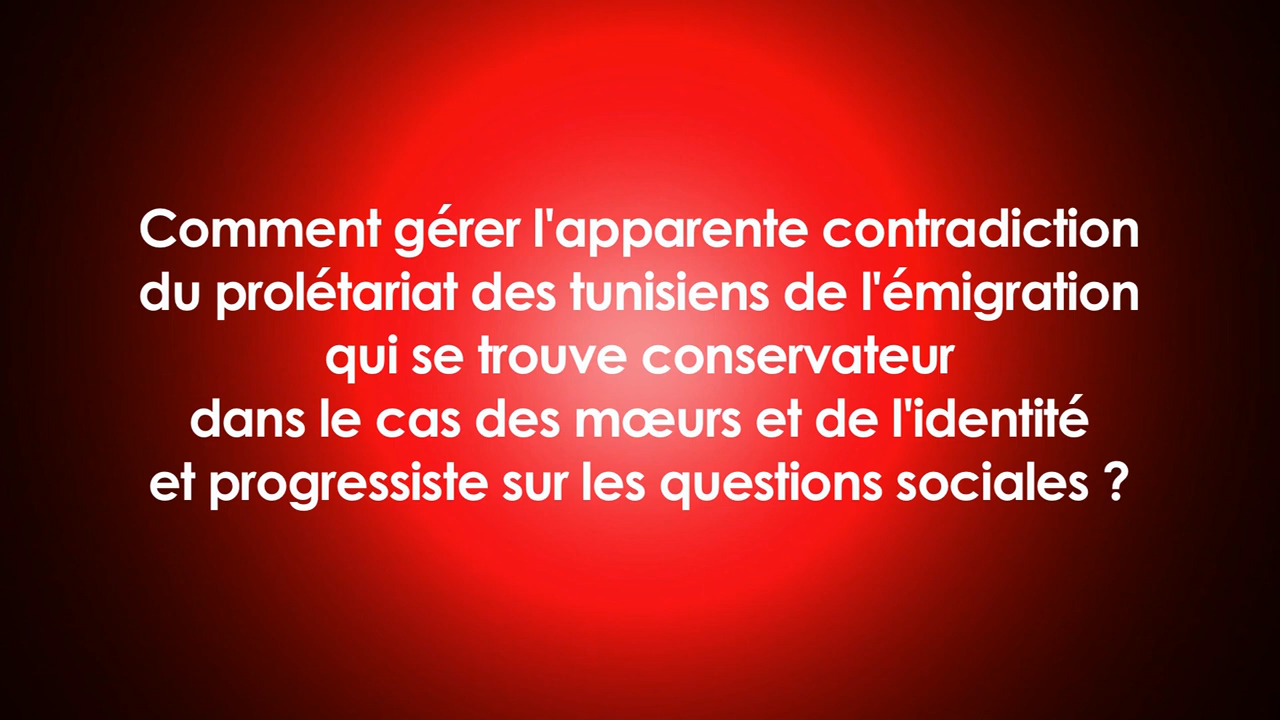 Comment gérer l'apparente contradiction
du prolétariat des tunisiens de l'émigration
qui se trouve conservateur
dans le cas des mœurs et de l'identité
et progressiste sur les questions sociales ?